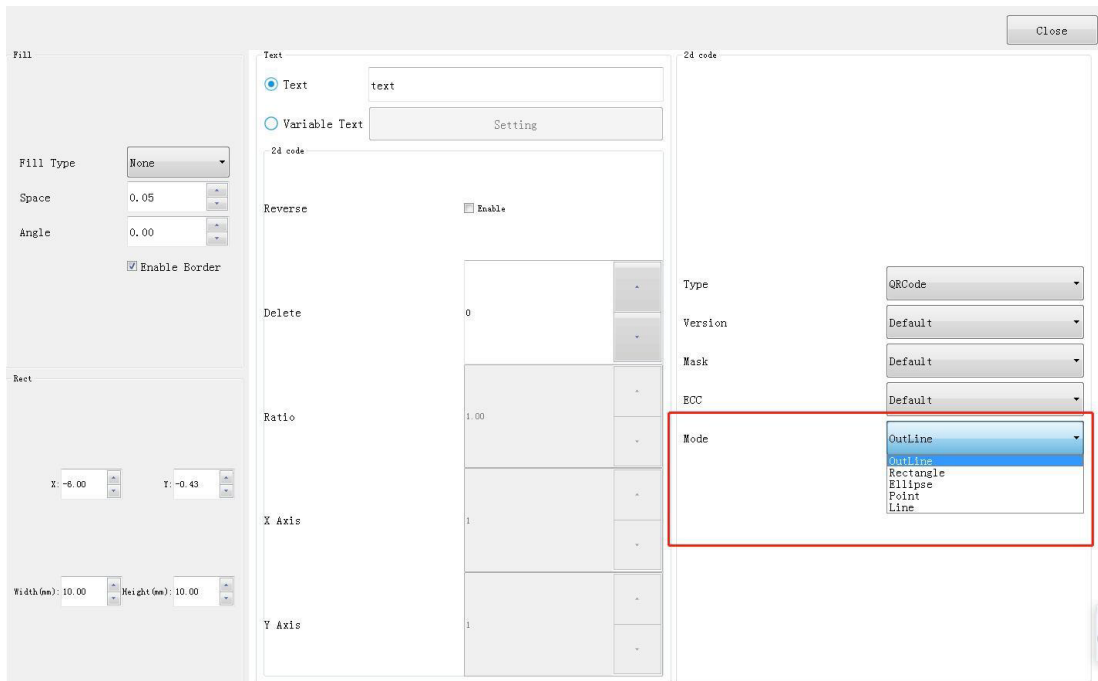 Close
Fill
Fill Type None
Space 0.05
Angle 0.00
Enable Border
Rect
X: -6.00 Y: -0.43
Width(mm): 10.00 Height(mm): 10.00
Text
Text text
Variable Text Setting
2d code
Reverse Enable
Delete 0
Ratio 1.00
X Axis 1
Y Axis 1
2d code
Type QRCode
Version Default
Mask Default
ECC Default
Mode OutLine
OutLine
Rectangle
Ellipse
Point
Line